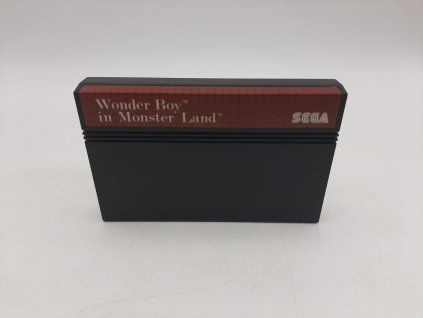 Wonder Boy™
in Monster Land™
SEGA